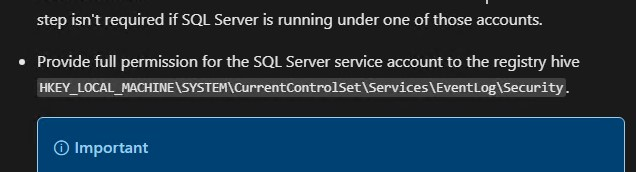 step isn't required if SQL Server is running under one of those accounts.
• Provide full permission for the SQL Server service account to the registry hive
HKEY_LOCAL_MACHINE\SYSTEM\CurrentControlSet\Services\EventLog\Security.
Important